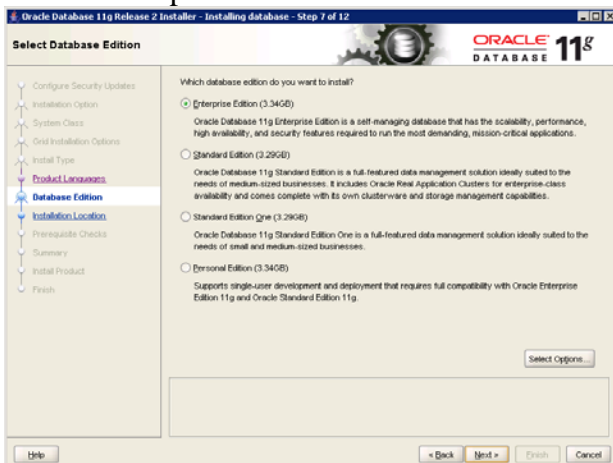 Oracle Database 11g Release 2 Installer - Installing database - Step 7 of 12
Select Database Edition
ORACLE
DATABASE
11g
Configure Security Updates
Installation Option
System Class
Grid Installation Options
Install Type
Product Languages
Database Edition
Installation Location
Prerequisite Checks
Summary
Install Product
Finish
Which database edition do you want to install?
Enterprise Edition (3.34GB)
Oracle Database 11g Enterprise Edition is a self-managing database that has the scalability, performance,
high availability, and security features required to run the most demanding, mission-critical applications.
Standard Edition (3.29GB)
Oracle Database 11g Standard Edition is a full-featured data management solution ideally suited to the
needs of medium-sized businesses. It includes Oracle Real Application Clusters for enterprise-class
availability and comes complete with its own clusterware and storage management capabilities.
Standard Edition One (3.29GB)
Oracle Database 11g Standard Edition One is a full-featured data management solution ideally suited to the
needs of small and medium-sized businesses.
Personal Edition (3.34GB)
Supports single-user development and deployment that requires full compatibility with Oracle Enterprise
Edition 11g and Oracle Standard Edition 11g.
Select Options...
Help
< Back
Next >
Finish
Cancel